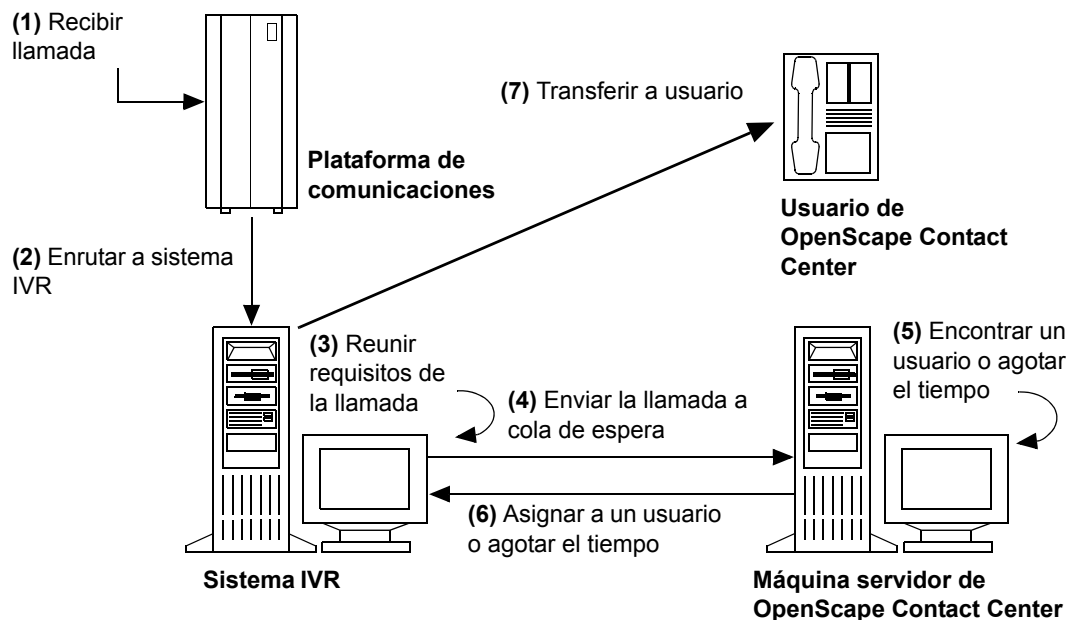 (1) Recibir
llamada
Plataforma de
comunicaciones
(2) Enrutar a sistema
IVR
(7) Transferir a usuario
Usuario de
OpenScape Contact
Center
(3) Reunir
requisitos de
la llamada
(4) Enviar la llamada a
cola de espera
(5) Encontrar un
usuario o agotar
el tiempo
(6) Asignar a un usuario
o agotar el tiempo
Sistema IVR
Máquina servidor de
OpenScape Contact Center